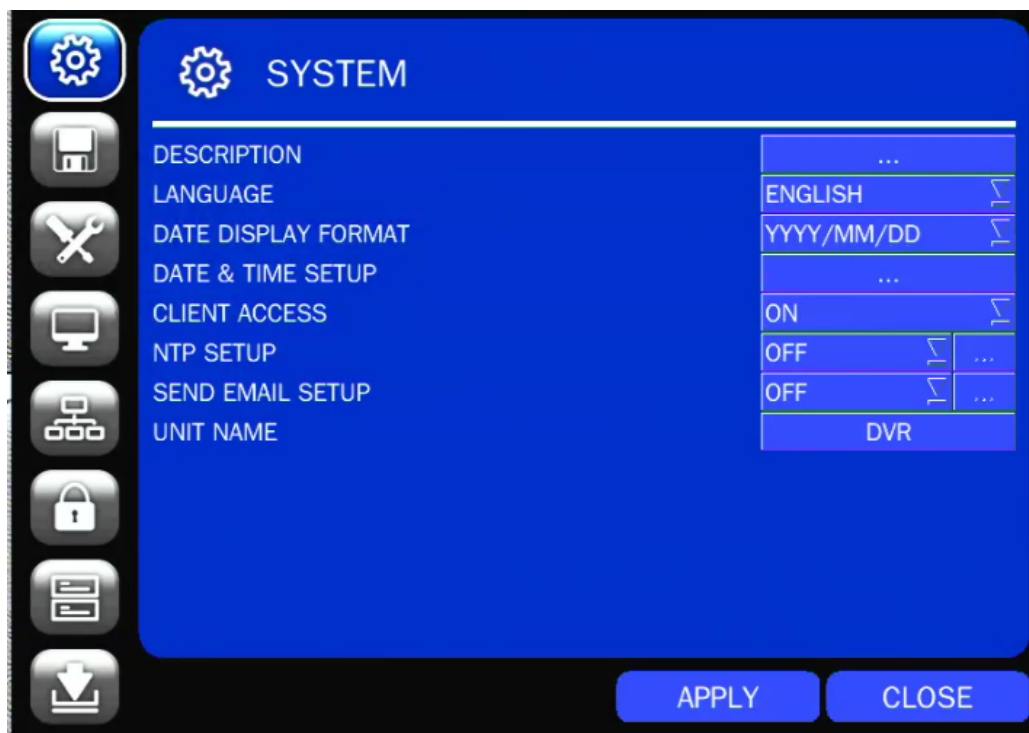 SYSTEM
DESCRIPTION ...
LANGUAGE ENGLISH
DATE DISPLAY FORMAT YYYY/MM/DD
DATE & TIME SETUP ...
CLIENT ACCESS ON
NTP SETUP OFF ...
SEND EMAIL SETUP OFF ...
UNIT NAME DVR
APPLY CLOSE